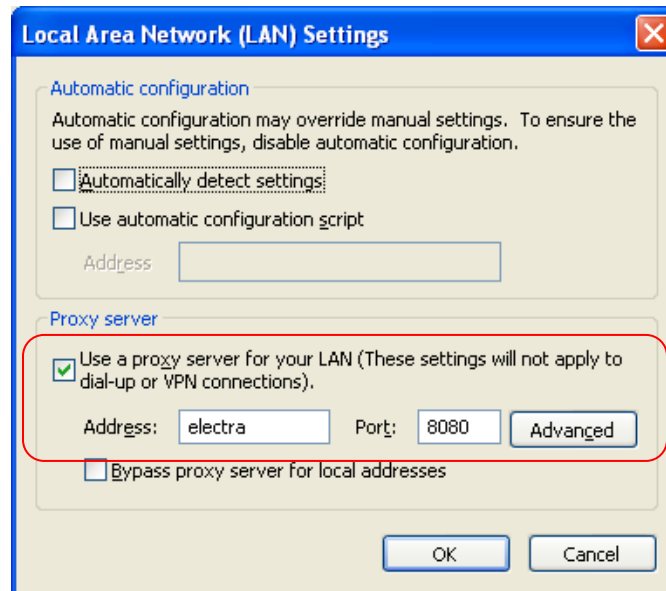 Local Area Network (LAN) Settings
Automatic configuration
Automatic configuration may override manual settings. To ensure the
use of manual settings, disable automatic configuration.
Automatically detect settings
Use automatic configuration script
Address
Proxy server
Use a proxy server for your LAN (These settings will not apply to
dial-up or VPN connections).
Address: electra Port: 8080 Advanced
Bypass proxy server for local addresses
OK Cancel